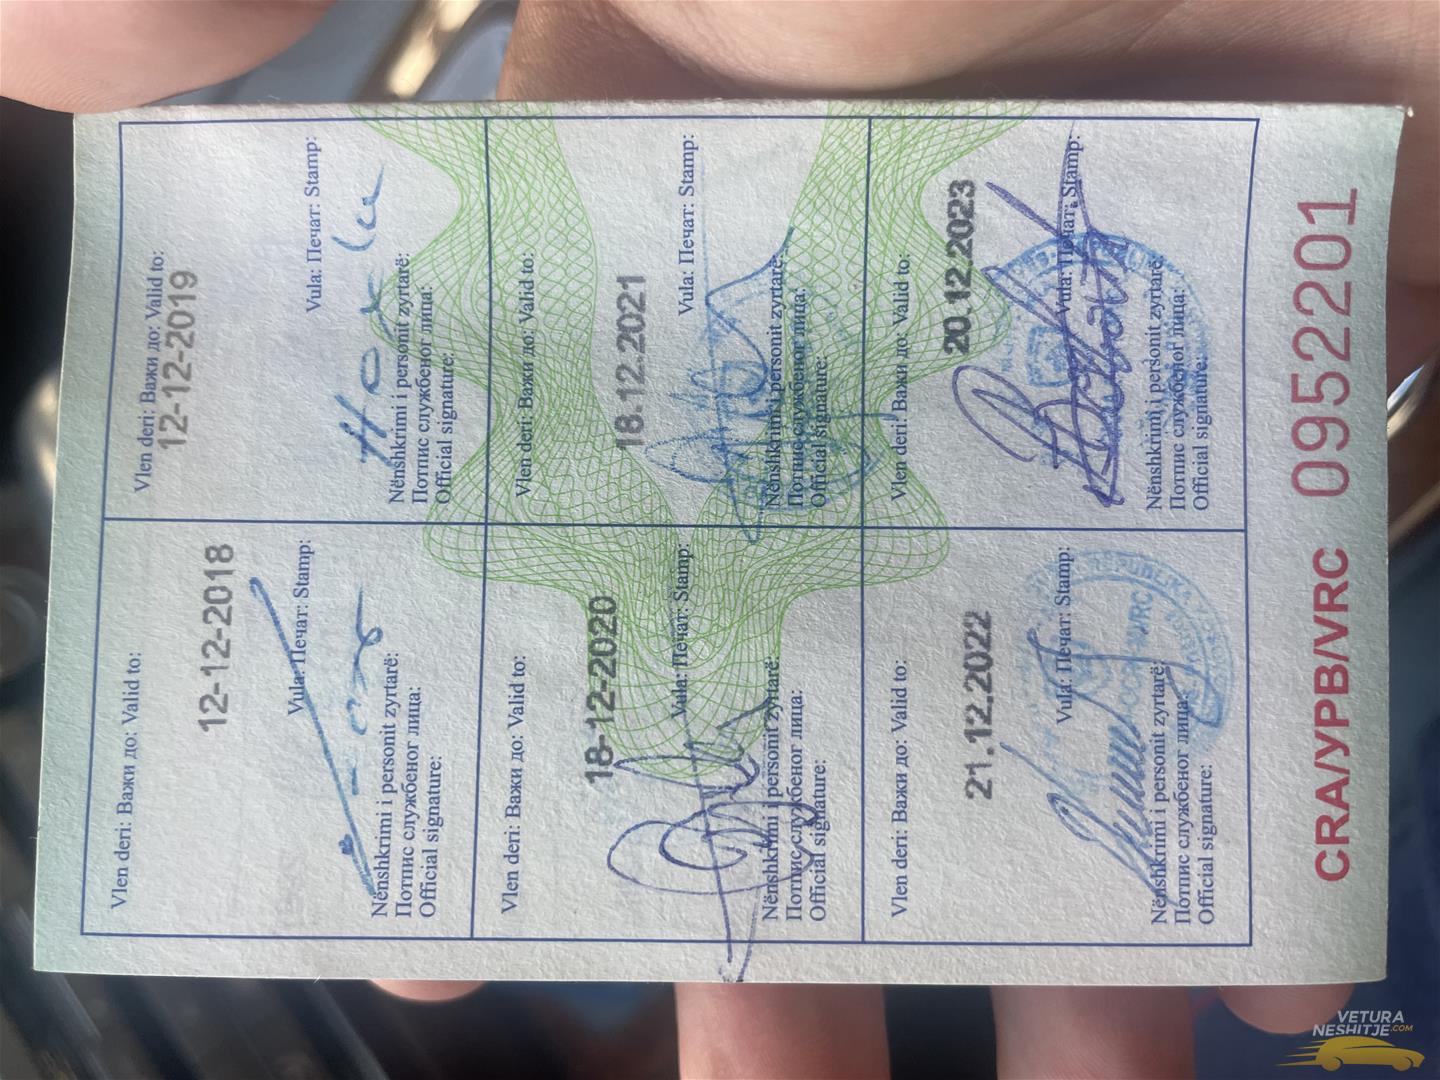 Vlen deri: Важи до: Valid to:
12-12-2018
Vula: Печат: Stamp:
Nënshkrimi i personit zyrtarë:
Потпис службеног лица:
Official signature:
Vlen deri: Важи до: Valid to:
12-12-2019
Vula: Печат: Stamp:
Nënshkrimi i personit zyrtarë:
Потпис службеног лица:
Official signature:
Vlen deri: Важи до: Valid to:
18-12-2020
Vula: Печат: Stamp:
Nënshkrimi i personit zyrtarë:
Потпис службеног лица:
Official signature:
Vlen deri: Важи до: Valid to:
18.12.2021
Vula: Печат: Stamp:
Nënshkrimi i personit zyrtarë:
Потпис службеног лица:
Official signature:
Vlen deri: Важи до: Valid to:
21.12.2022
Vula: Печат: Stamp:
Nënshkrimi i personit zyrtarë:
Потпис службеног лица:
Official signature:
Vlen deri: Важи до: Valid to:
20.12.2023
Vula: Печат: Stamp:
Nënshkrimi i personit zyrtarë:
Потпис службеног лица:
Official signature:
CRA/УРВ/VRC 0952201
VETURA
NESHITJE.COM